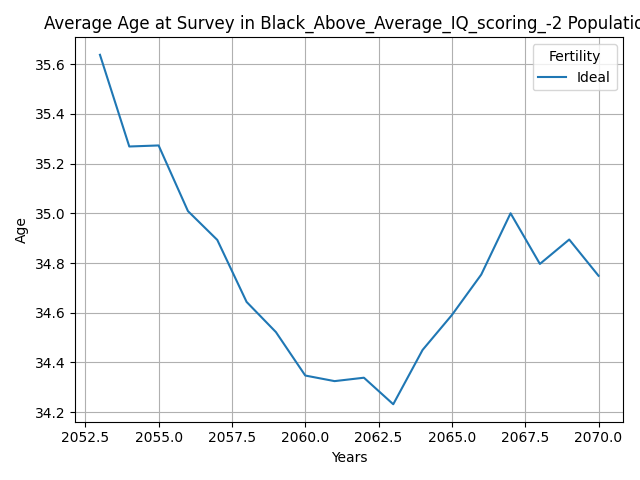 Average Age at Survey in Black_Above_Average_IQ_scoring_-2 Populatio
Fertility
Ideal
35.6
35.4
35.2
35.0
34.8
34.6
34.4
34.2
Age
2052.5 2055.0 2057.5 2060.0 2062.5 2065.0 2067.5 2070.0
Years